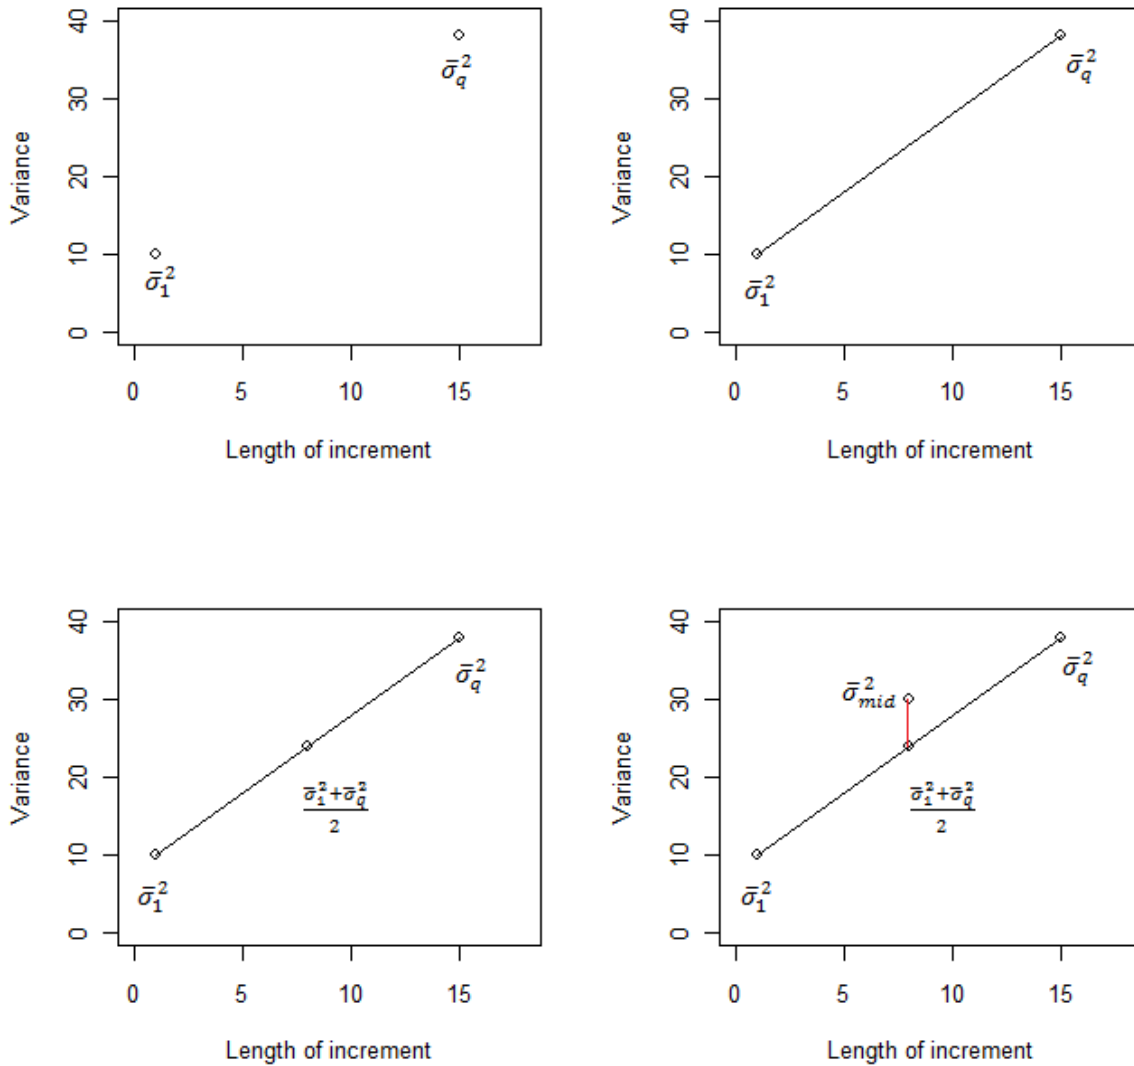 40
30
20
10
0
Variance
σ̄q²
σ̄1²
0 5 10 15
Length of increment
40
30
20
10
0
Variance
σ̄q²
σ̄1²
0 5 10 15
Length of increment
40
30
20
10
0
Variance
σ̄q²
σ̄1²+σ̄q²
2
σ̄1²
0 5 10 15
Length of increment
40
30
20
10
0
Variance
σ̄q²
σ̄mid²
σ̄1²+σ̄q²
2
σ̄1²
0 5 10 15
Length of increment